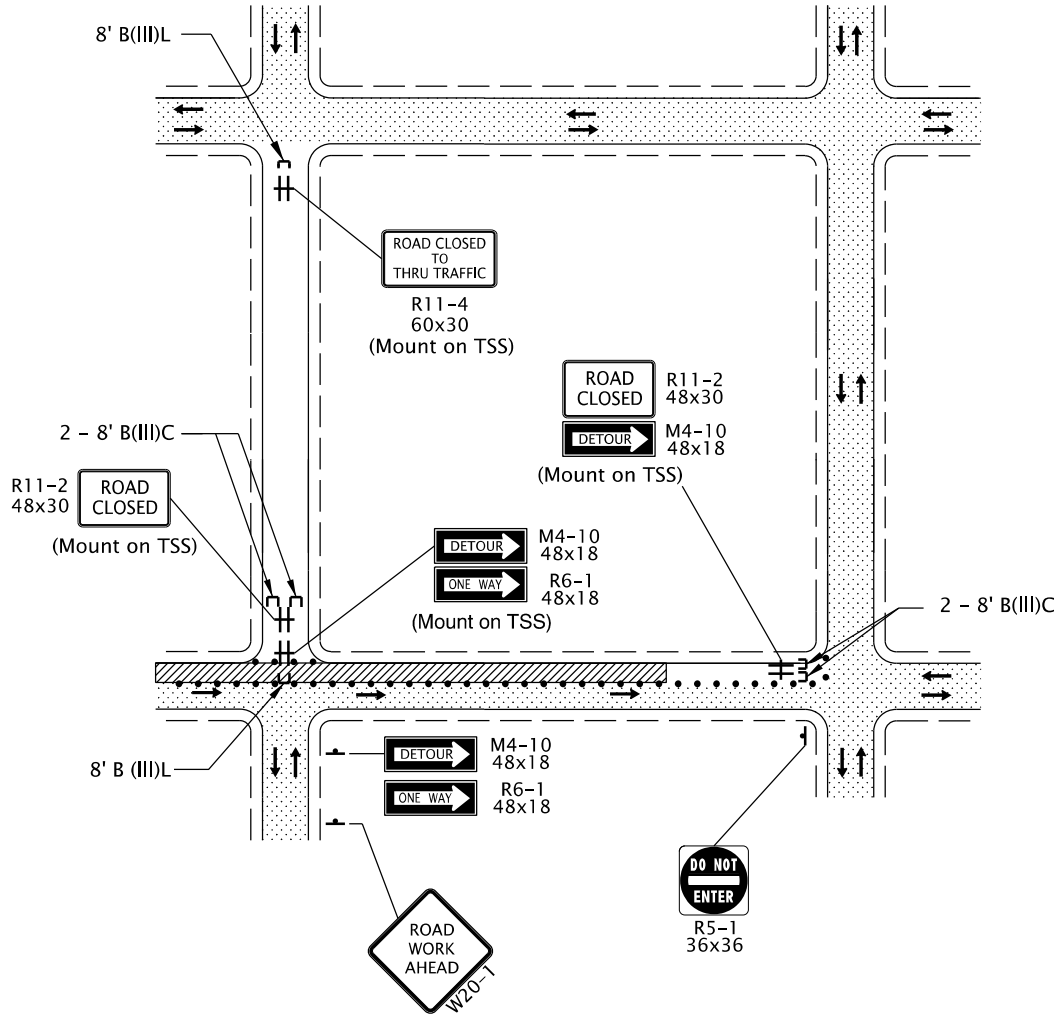 8' B(III)L
ROAD CLOSED
TO
THRU TRAFFIC
R11-4
60x30
(Mount on TSS)
ROAD
CLOSED
R11-2
48x30
DETOUR
M4-10
48x18
(Mount on TSS)
2 - 8' B(III)C
R11-2
48x30
ROAD
CLOSED
(Mount on TSS)
DETOUR
M4-10
48x18
ONE WAY
R6-1
48x18
(Mount on TSS)
2 - 8' B(III)C
8' B (III)L
DETOUR
M4-10
48x18
ONE WAY
R6-1
48x18
DO NOT
ENTER
R5-1
36x36
ROAD
WORK
AHEAD
W20-1